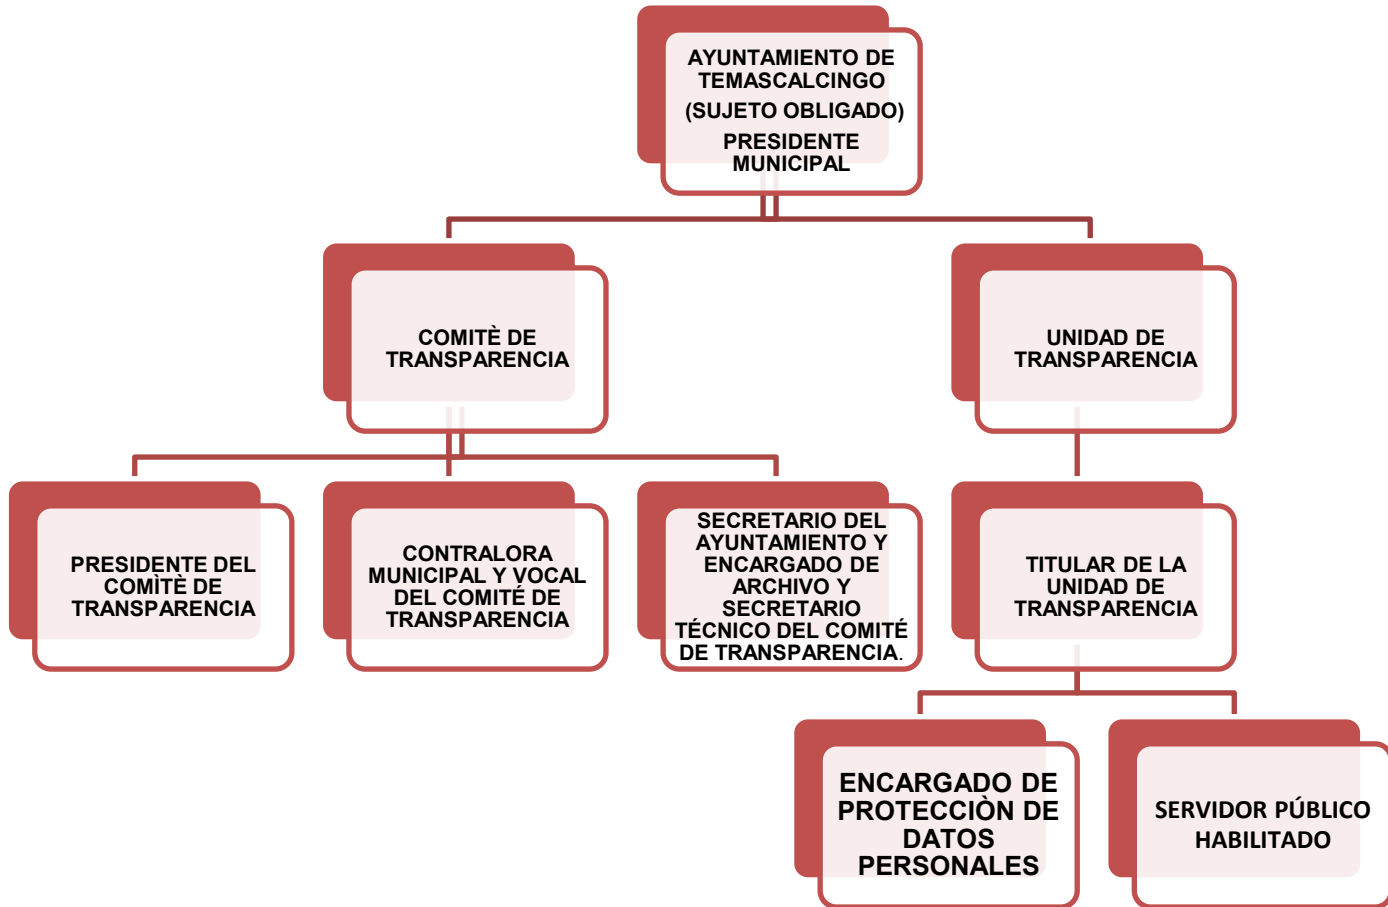 AYUNTAMIENTO DE
TEMASCALCINGO
(SUJETO OBLIGADO)
PRESIDENTE
MUNICIPAL
COMITÈ DE
TRANSPARENCIA
UNIDAD DE
TRANSPARENCIA
PRESIDENTE DEL
COMÌTÈ DE
TRANSPARENCIA
CONTRALORA
MUNICIPAL Y VOCAL
DEL COMITÉ DE
TRANSPARENCIA
SECRETARIO DEL
AYUNTAMIENTO Y
ENCARGADO DE
ARCHIVO Y
SECRETARIO
TÉCNICO DEL COMITÉ
DE TRANSPARENCIA.
TITULAR DE LA
UNIDAD DE
TRANSPARENCIA
ENCARGADO DE
PROTECCIÒN DE
DATOS
PERSONALES
SERVIDOR PÚBLICO
HABILITADO